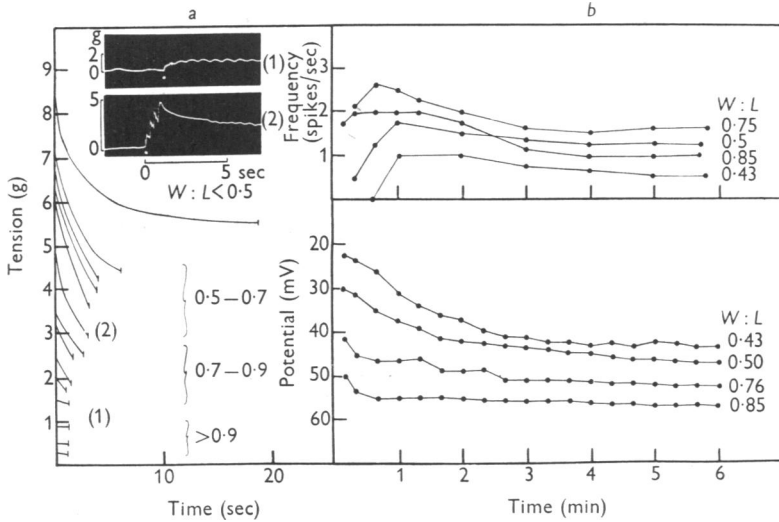 a
b
g
2
0
(1)
5
0
(2)
0
5
sec
W : L < 0·5
Tension (g)
9
8
7
6
5
4
3
2
1
0·5 – 0·7
(2)
0·7 – 0·9
(1)
>0·9
10
20
Time (sec)
Frequency
(spikes/sec)
3
2
1
W : L
0·75
0·5
0·85
0·43
Potential (mV)
20
30
40
50
60
W : L
0·43
0·50
0·76
0·85
1
2
3
4
5
6
Time (min)